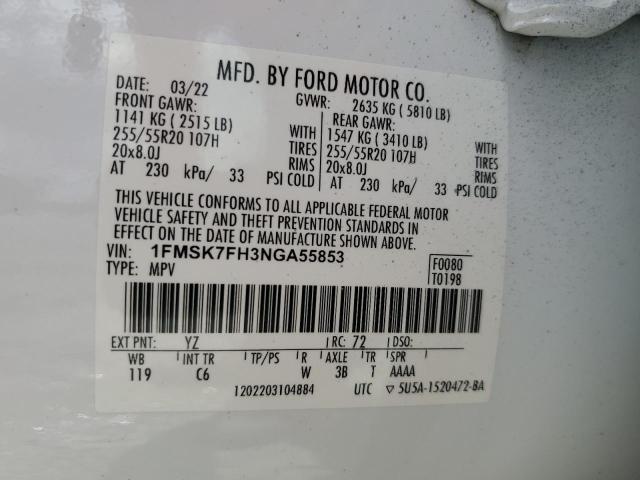 MFD. BY FORD MOTOR CO.
DATE: 03/22 GVWR: 2635 KG ( 5810 LB)
FRONT GAWR: REAR GAWR:
1141 KG ( 2515 LB) WITH 1547 KG ( 3410 LB) WITH
255/55R20 107H TIRES 255/55R20 107H TIRES
20x8.0J RIMS 20x8.0J RIMS
AT 230 kPa/ 33 PSI COLD AT 230 kPa/ 33 PSI COLD
THIS VEHICLE CONFORMS TO ALL APPLICABLE FEDERAL MOTOR
VEHICLE SAFETY AND THEFT PREVENTION STANDARDS IN
EFFECT ON THE DATE OF MANUFACTURE SHOWN ABOVE.
VIN: 1FMSK7FH3NGA55853 F0080
TYPE: MPV T0198
EXT PNT: YZ RC: 72 DSO:
WB INT TR TP/PS R AXLE TR SPR
119 C6 W 3B T AAAA
1202203104884 UTC ▽ 5U5A-1520472-BA